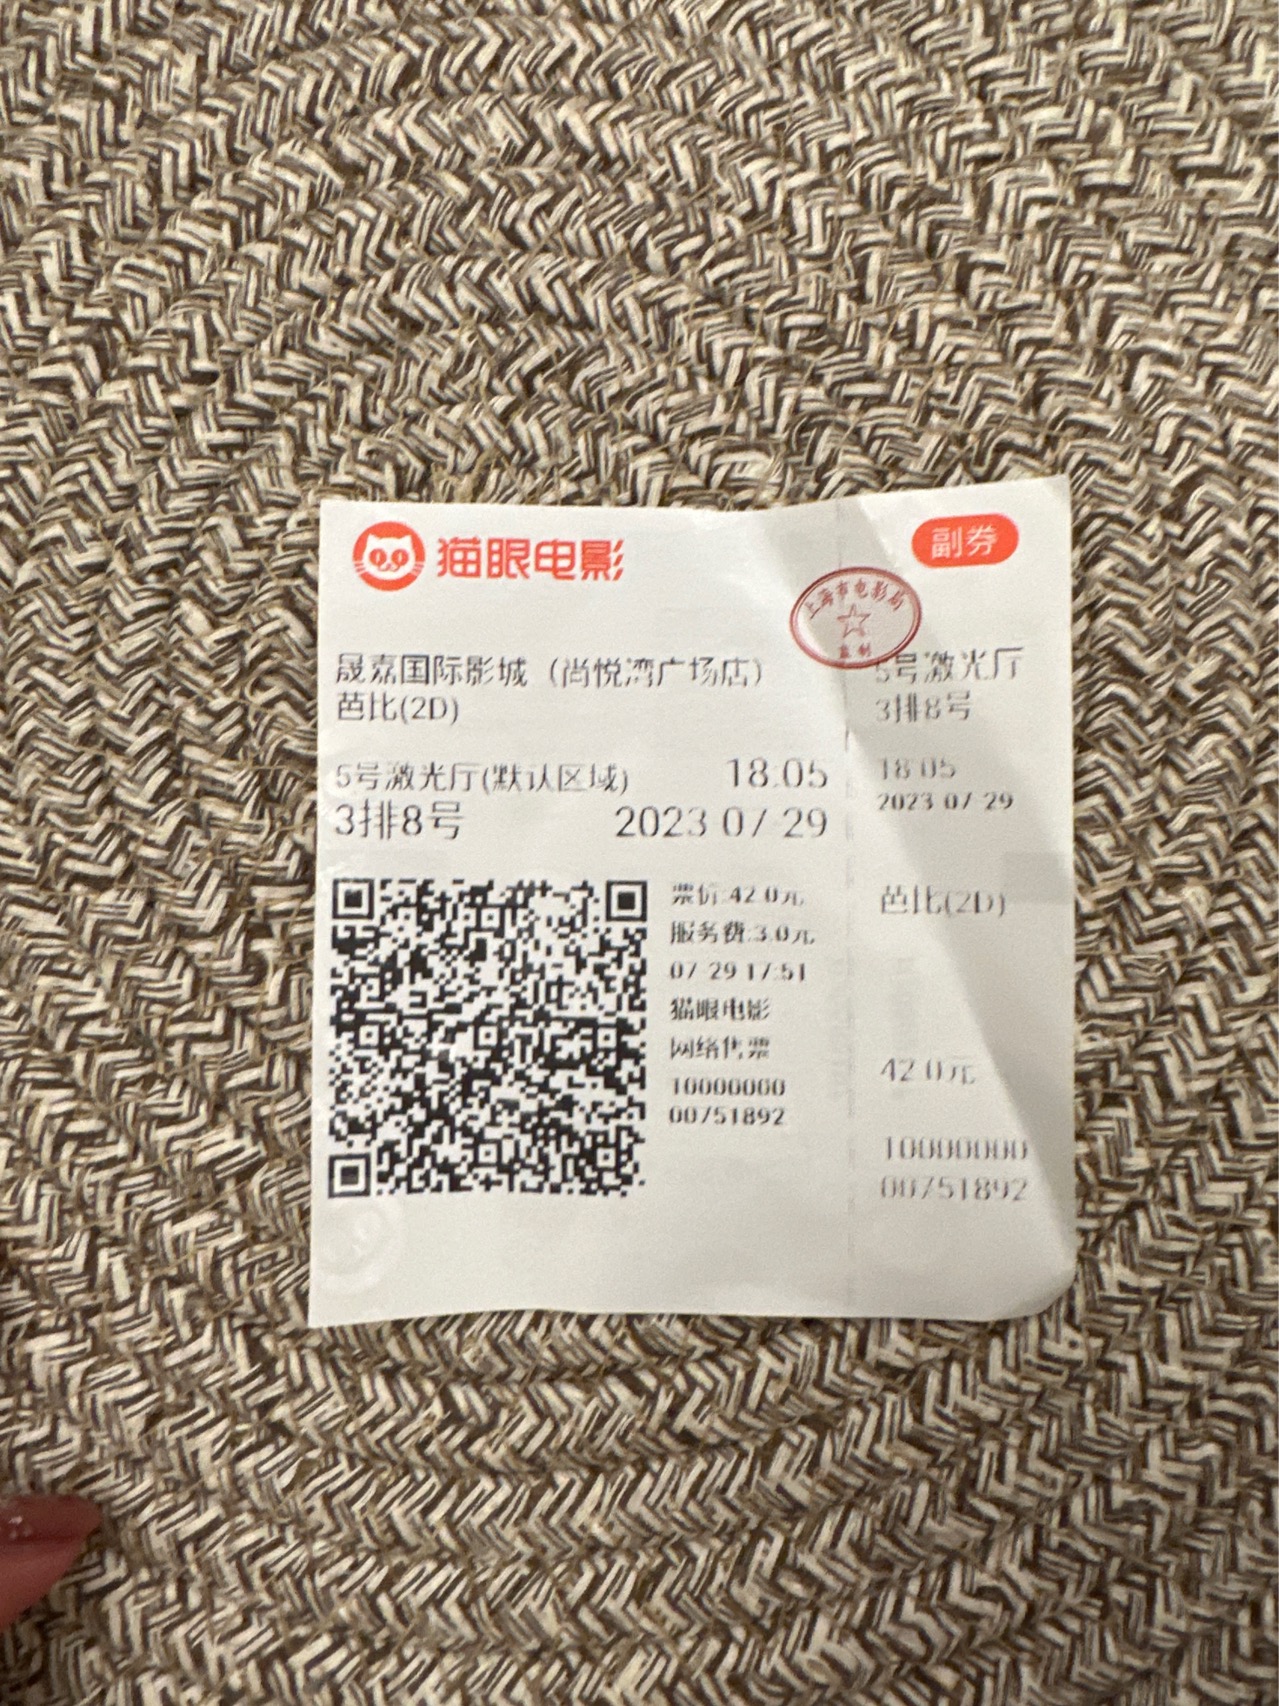 猫眼电影
副券
上海市电影局
监制
晟嘉国际影城（尚悦湾广场店）
芭比(2D)
5号激光厅(默认区域) 18:05
3排8号 2023 07 29
票价:42.0元
服务费:3.0元
07 29 17:51
猫眼电影
网络售票
10000000
00751892
5号激光厅
3排8号
18 05
2023 07 29
芭比(2D)
42.0元
10000000
00751892